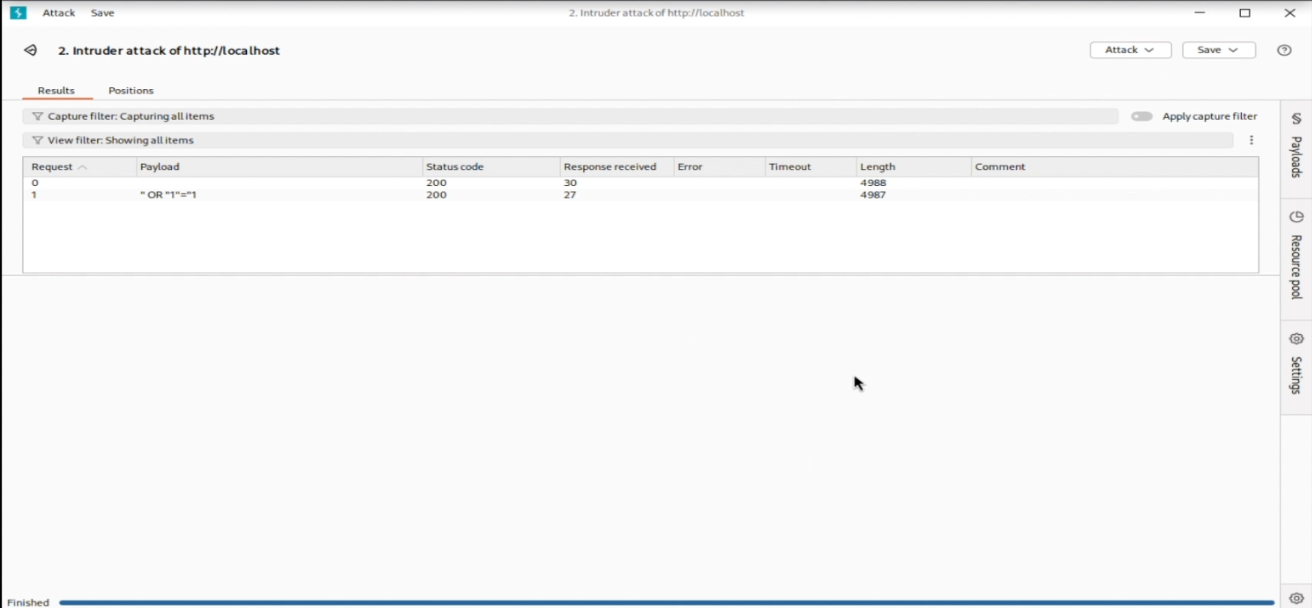 Attack Save 2. Intruder attack of http://localhost
2. Intruder attack of http://localhost Attack Save
Results Positions
Capture filter: Capturing all items Apply capture filter
View filter: Showing all items
Request Payload Status code Response received Error Timeout Length Comment
0 200 30 4988
1 " OR "1"="1 200 27 4987
Payloads
Resource pool
Settings
Finished